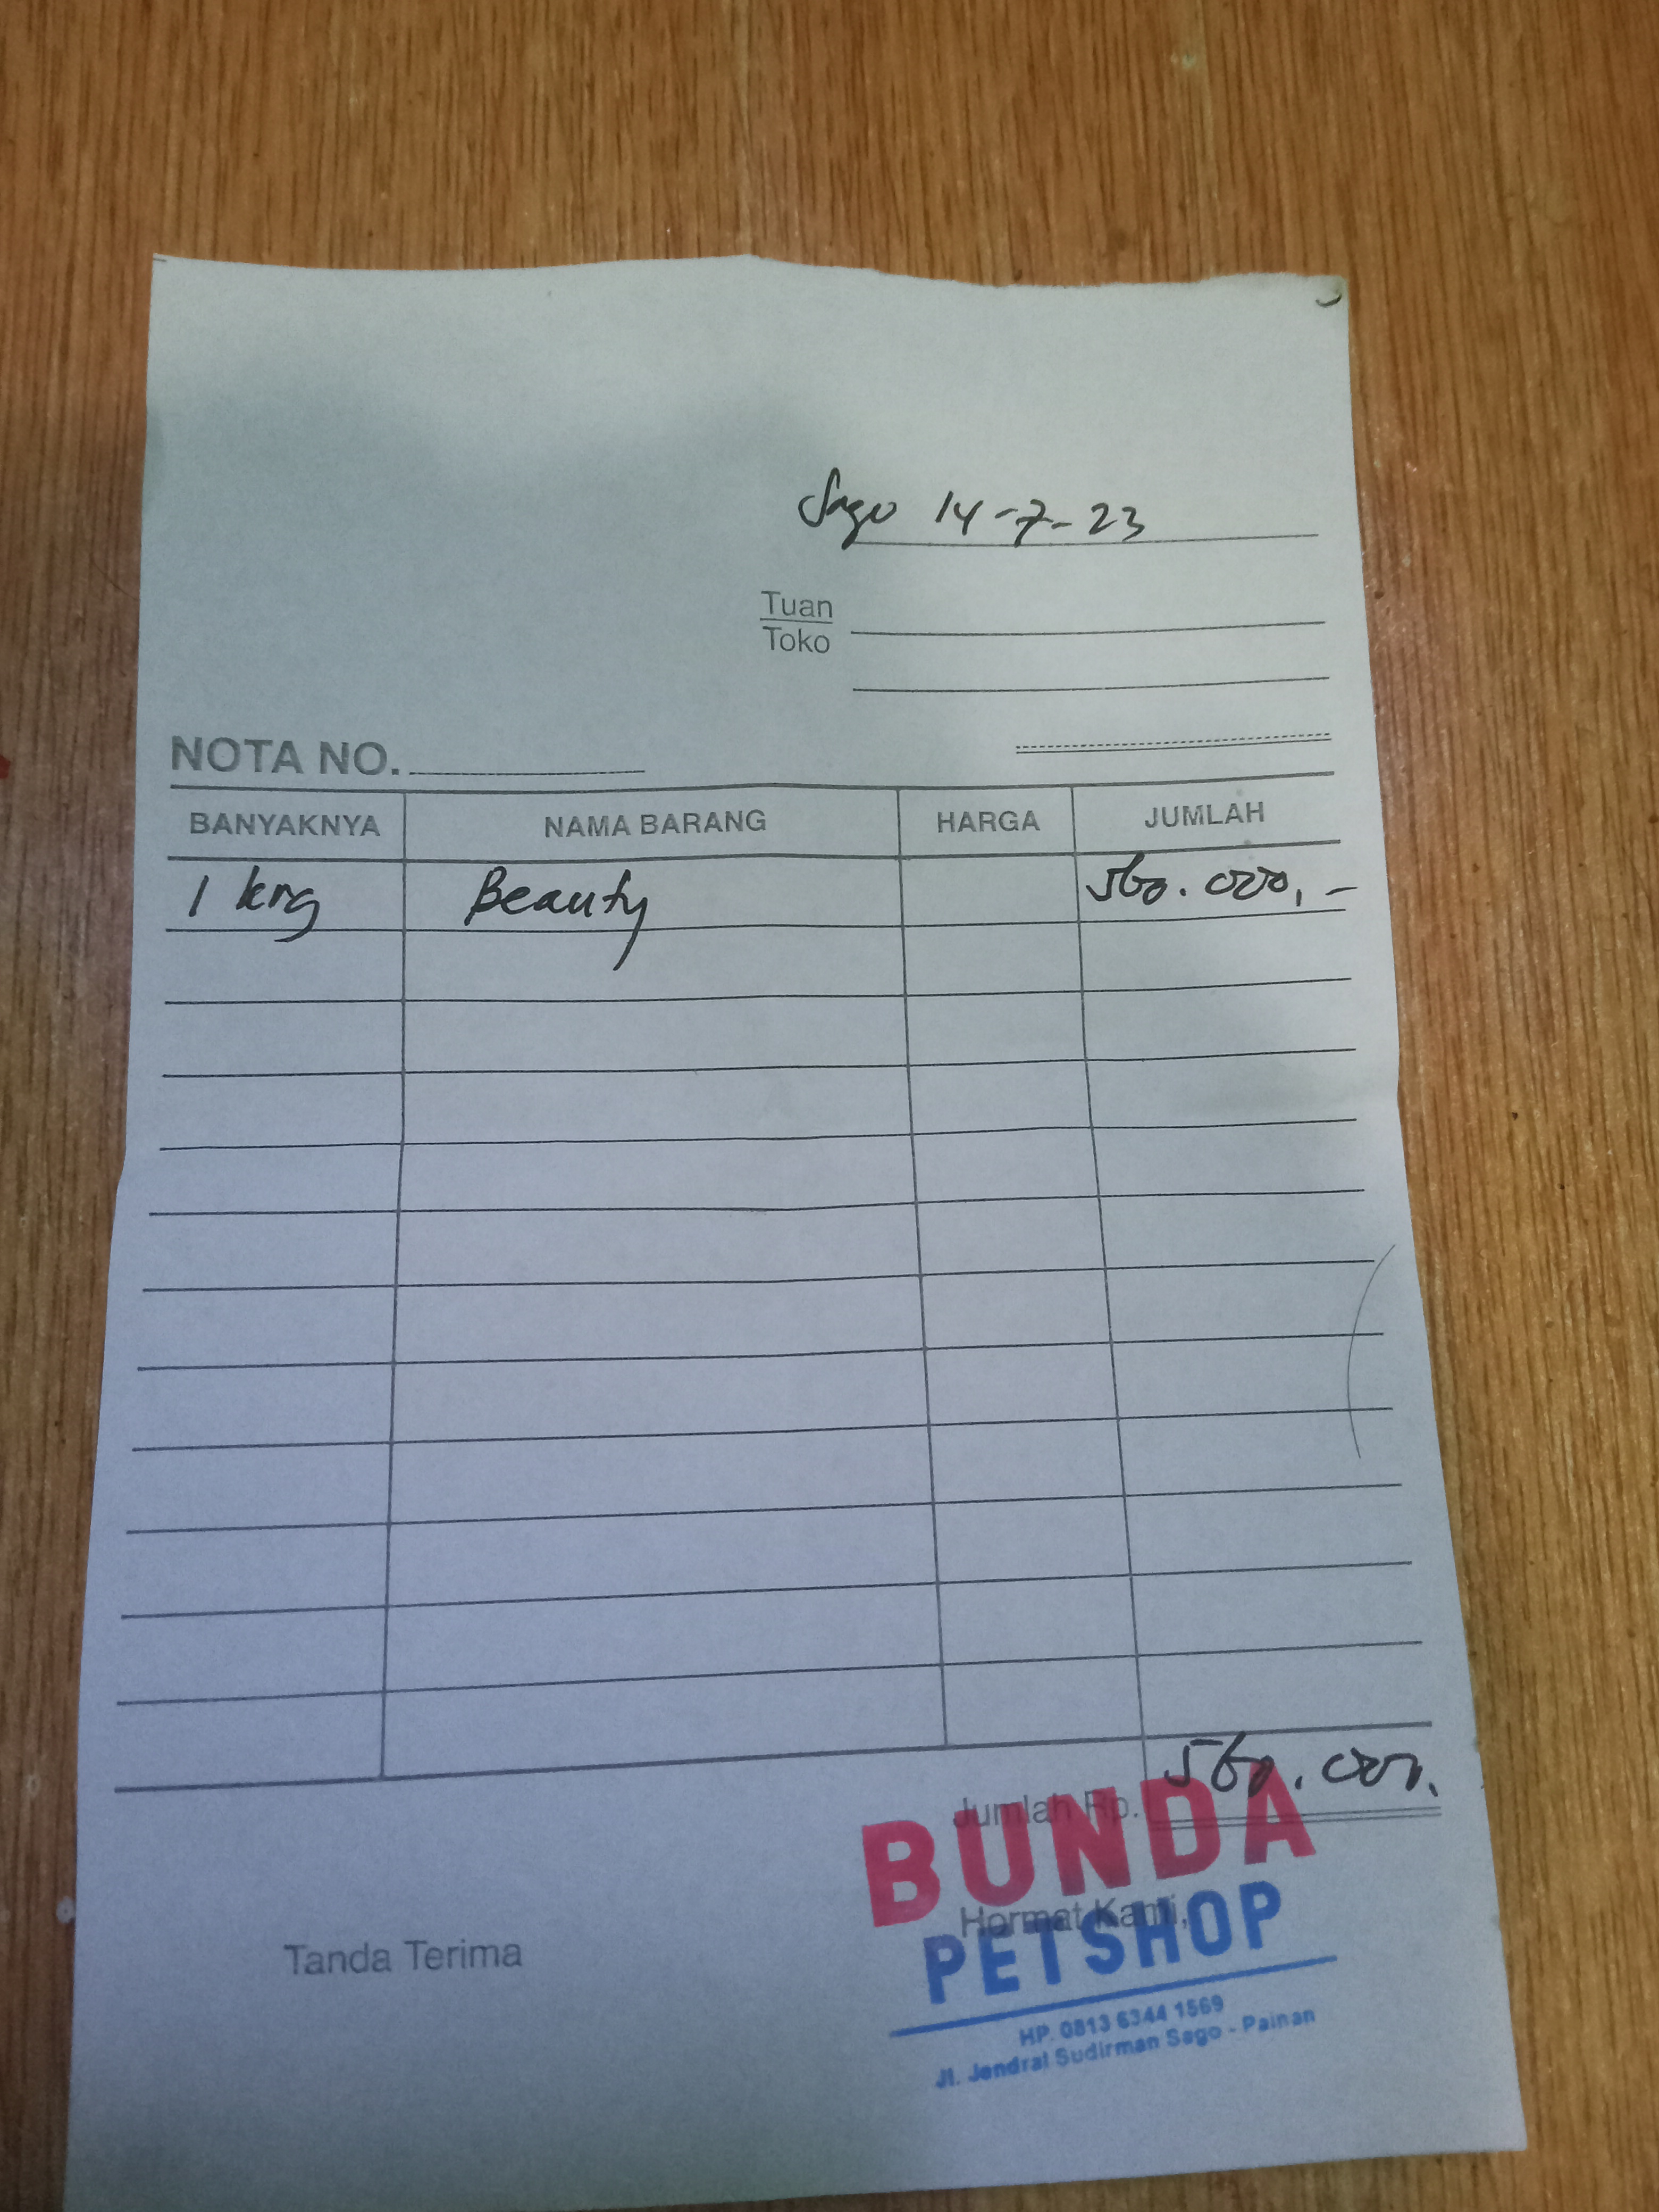 Sago 14-7-23
Tuan
Toko
NOTA NO.
BANYAKNYA NAMA BARANG HARGA JUMLAH
1 krg Beauty 560.000,-
Jumlah Rp. 560.000.
BUNDA
Hormat Kami,
PETSHOP
Tanda Terima
HP. 0813 6344 1569
Jl. Jendral Sudirman Sago - Painan